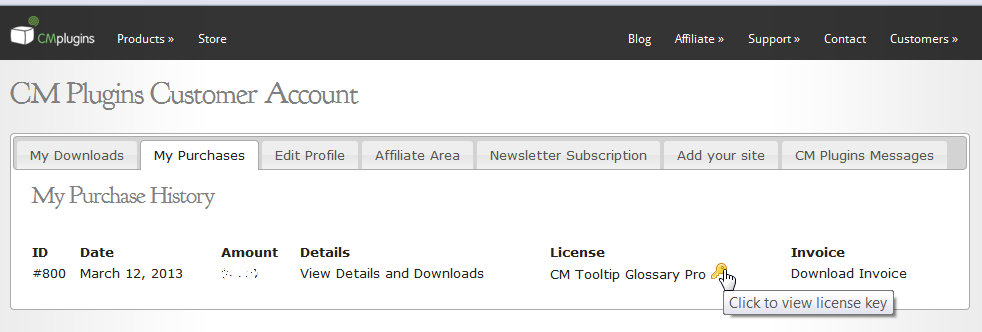 CMplugins Products » Store Blog Affiliate » Support » Contact Customers »
CM Plugins Customer Account
My Downloads My Purchases Edit Profile Affiliate Area Newsletter Subscription Add your site CM Plugins Messages
My Purchase History
ID Date Amount Details License Invoice
#800 March 12, 2013 View Details and Downloads CM Tooltip Glossary Pro Download Invoice
Click to view license key